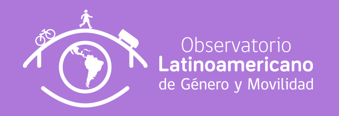 Observatorio
Latinoamericano
de Género y Movilidad